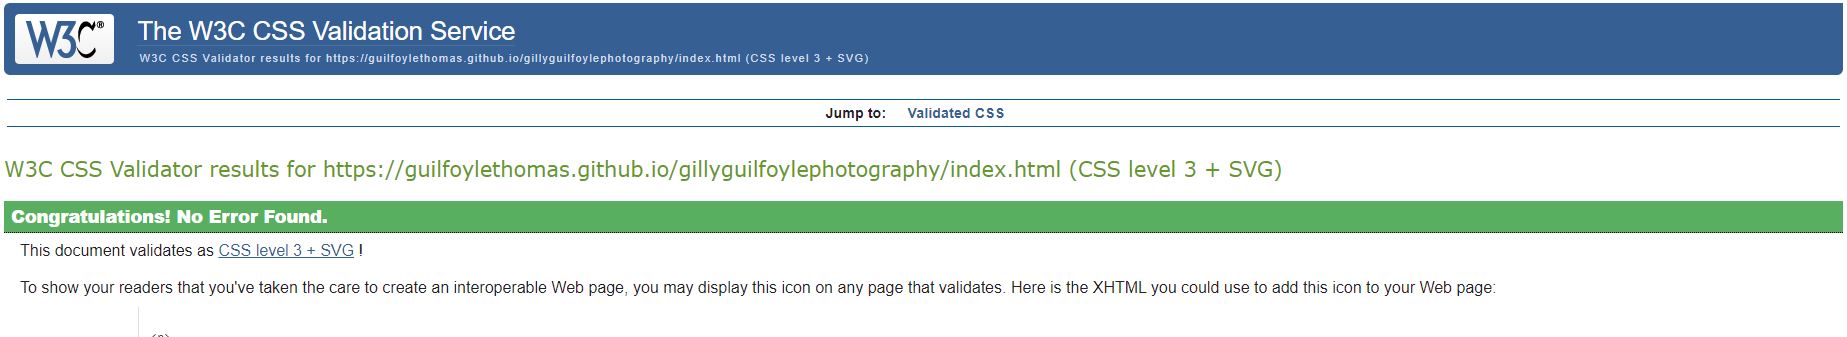 W3C®
The W3C CSS Validation Service
W3C CSS Validator results for https://guilfoylethomas.github.io/gillyguilfoylephotography/index.html (CSS level 3 + SVG)
Jump to: Validated CSS
W3C CSS Validator results for https://guilfoylethomas.github.io/gillyguilfoylephotography/index.html (CSS level 3 + SVG)
Congratulations! No Error Found.
This document validates as CSS level 3 + SVG !
To show your readers that you've taken the care to create an interoperable Web page, you may display this icon on any page that validates. Here is the XHTML you could use to add this icon to your Web page: